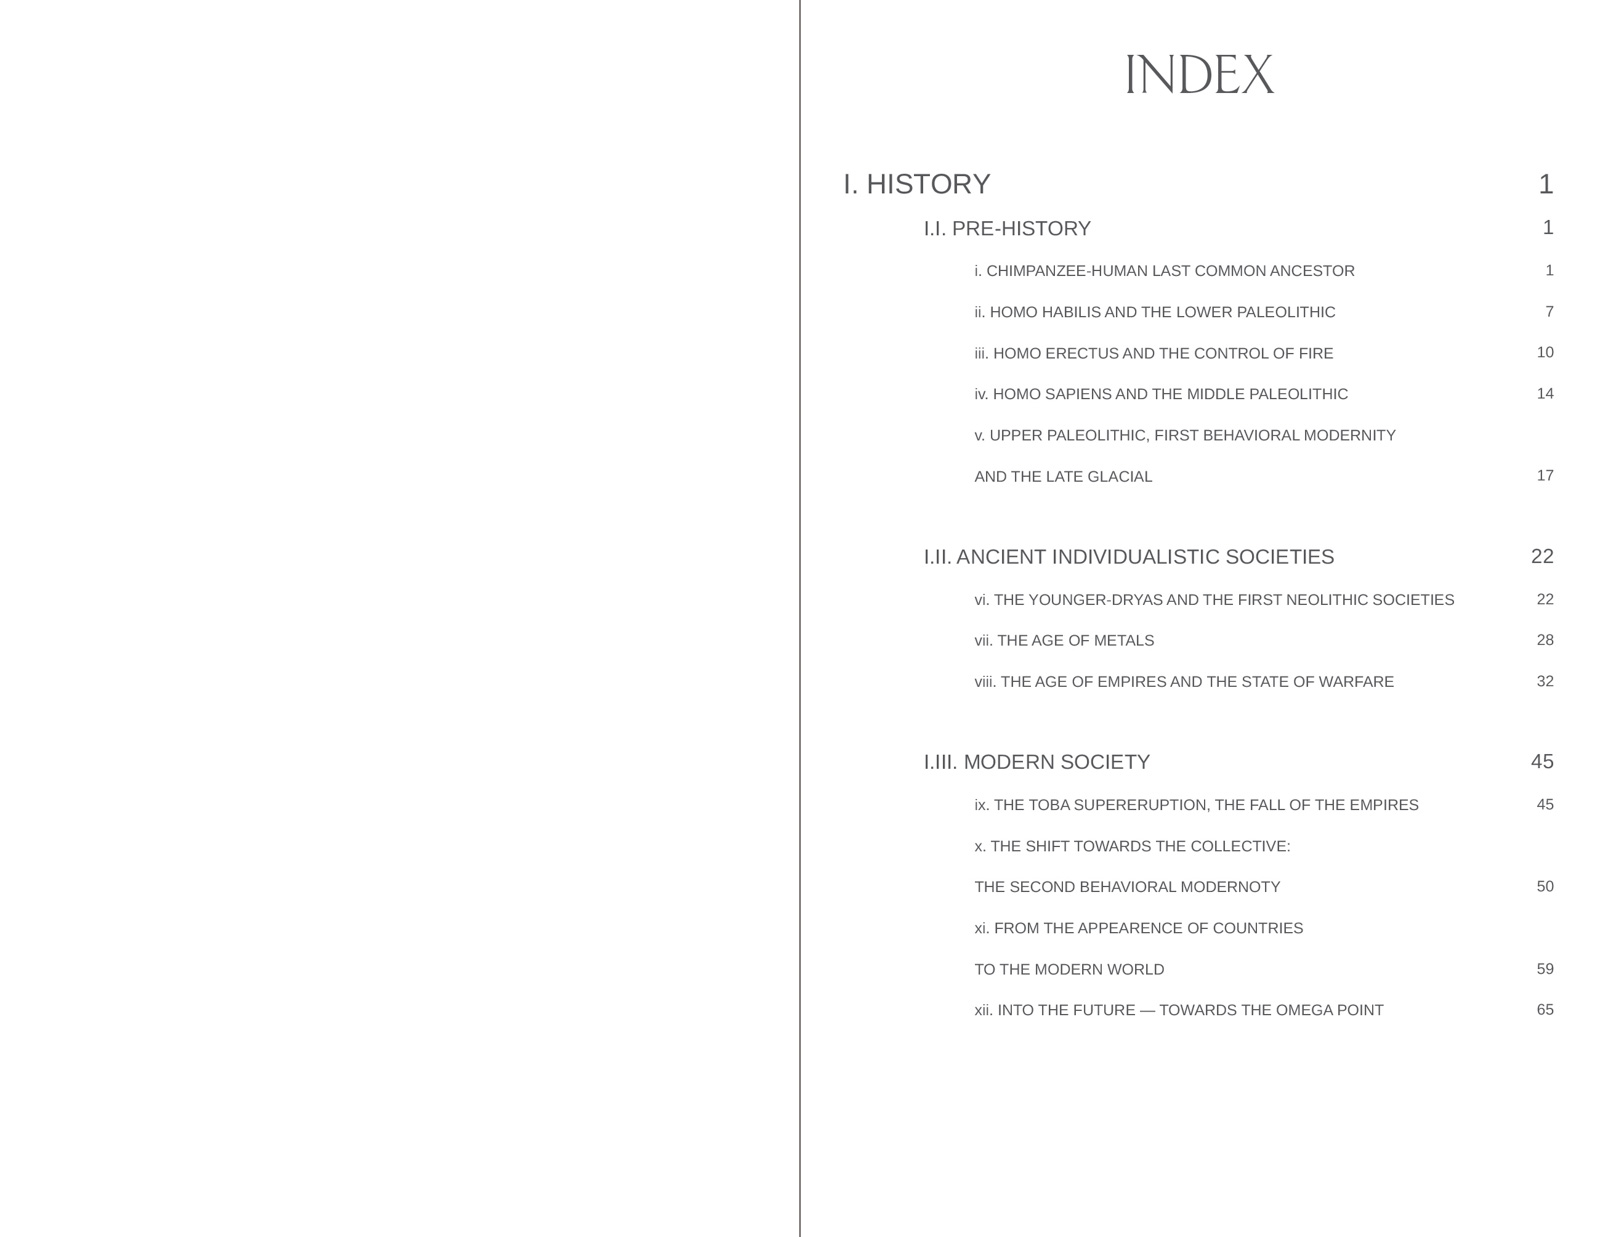 INDEX
I. HISTORY 1
I.I. PRE-HISTORY 1
i. CHIMPANZEE-HUMAN LAST COMMON ANCESTOR 1
ii. HOMO HABILIS AND THE LOWER PALEOLITHIC 7
iii. HOMO ERECTUS AND THE CONTROL OF FIRE 10
iv. HOMO SAPIENS AND THE MIDDLE PALEOLITHIC 14
v. UPPER PALEOLITHIC, FIRST BEHAVIORAL MODERNITY
AND THE LATE GLACIAL 17
I.II. ANCIENT INDIVIDUALISTIC SOCIETIES 22
vi. THE YOUNGER-DRYAS AND THE FIRST NEOLITHIC SOCIETIES 22
vii. THE AGE OF METALS 28
viii. THE AGE OF EMPIRES AND THE STATE OF WARFARE 32
I.III. MODERN SOCIETY 45
ix. THE TOBA SUPERERUPTION, THE FALL OF THE EMPIRES 45
x. THE SHIFT TOWARDS THE COLLECTIVE:
THE SECOND BEHAVIORAL MODERNOTY 50
xi. FROM THE APPEARENCE OF COUNTRIES
TO THE MODERN WORLD 59
xii. INTO THE FUTURE — TOWARDS THE OMEGA POINT 65